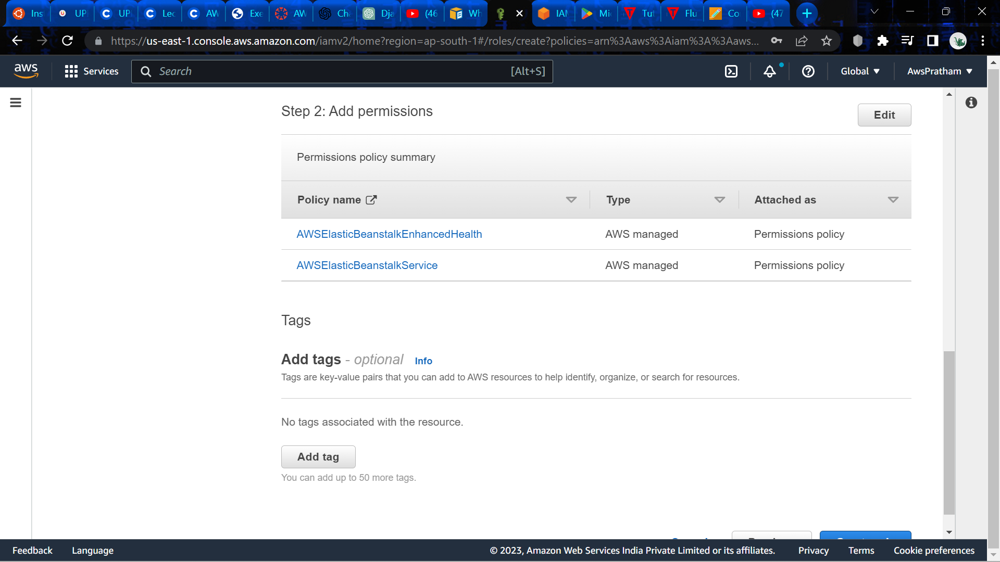 Ins UP UP Lec AW Exe AW Ch Dja (46 Wh IAM Mi Tut Flu Co (47
https://us-east-1.console.aws.amazon.com/iamv2/home?region=ap-south-1#/roles/create?policies=arn%3Aaws%3Aiam%3A%3Aaws...
aws Services Search [Alt+S] Global AwsPratham
Step 2: Add permissions
Edit
Permissions policy summary
Policy name Type Attached as
AWSElasticBeanstalkEnhancedHealth AWS managed Permissions policy
AWSElasticBeanstalkService AWS managed Permissions policy
Tags
Add tags - optional Info
Tags are key-value pairs that you can add to AWS resources to help identify, organize, or search for resources.
No tags associated with the resource.
Add tag
You can add up to 50 more tags.
Feedback Language © 2023, Amazon Web Services India Private Limited or its affiliates. Privacy Terms Cookie preferences